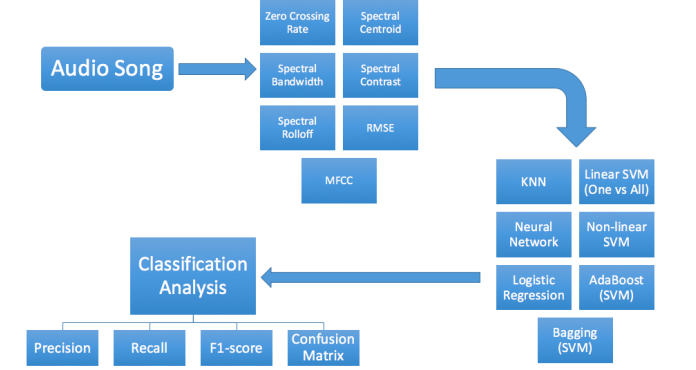 Audio Song
Zero Crossing
Rate
Spectral
Centroid
Spectral
Bandwidth
Spectral
Contrast
Spectral
Rolloff
RMSE
MFCC
KNN
Linear SVM
(One vs All)
Neural
Network
Non-linear
SVM
Logistic
Regression
AdaBoost
(SVM)
Bagging
(SVM)
Classification
Analysis
Precision
Recall
F1-score
Confusion
Matrix